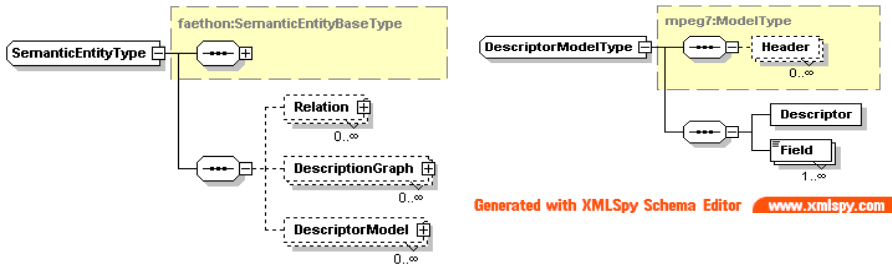 faethon:SemanticEntityBaseType
SemanticEntityType
Relation
0..∞
DescriptionGraph
0..∞
DescriptorModel
0..∞
mpeg7:ModelType
DescriptorModelType
Header
0..∞
Descriptor
Field
1..∞
Generated with XMLSpy Schema Editor www.xmlspy.com